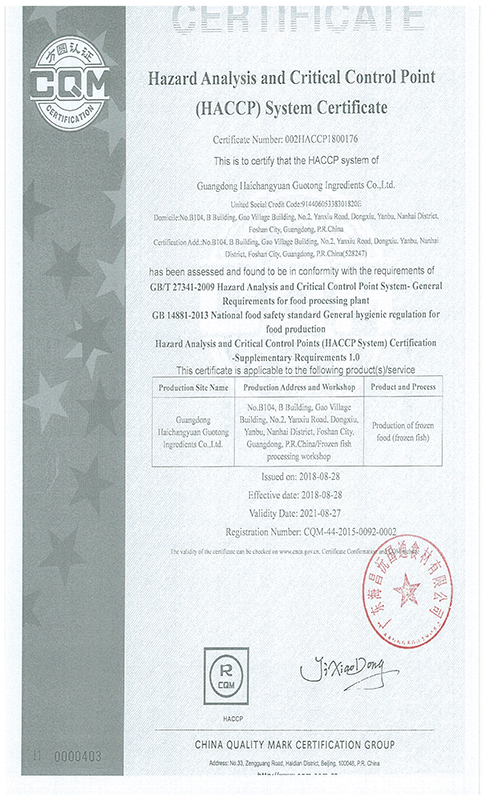 CERTIFICATE
方圆认证
CQM
CERTIFICATION
Hazard Analysis and Critical Control Point
(HACCP) System Certificate
Certificate Number: 002HACCP1800176
This is to certify that the HACCP system of
Guangdong Haichangyuan Guotong Ingredients Co.,Ltd.
United Social Credit Code:91440605338301820B
Domicile:No.B104, B Building, Gao Village Building, No.2, Yanxiu Road, Dongxiu, Yanbu, Nanhai District,
Foshan City, Guangdong, P.R.China
Certification Add.:No.B104, B Building, Gao Village Building, No.2, Yanxiu Road, Dongxiu, Yanbu, Nanhai
District, Foshan City, Guangdong, P.R.China(528247)
has been assessed and found to be in conformity with the requirements of
GB/T 27341-2009 Hazard Analysis and Critical Control Point System- General
Requirements for food processing plant
GB 14881-2013 National food safety standard General hygienic regulation for
food production
Hazard Analysis and Critical Control Points (HACCP System) Certification
-Supplementary Requirements 1.0
This certificate is applicable to the following product(s)/service
Production Site Name Production Address and Workshop Product and Process
Guangdong
Haichangyuan Guotong
Ingredients Co.,Ltd.
No.B104, B Building, Gao Village
Building, No.2, Yanxiu Road, Dongxiu,
Yanbu, Nanhai District, Foshan City,
Guangdong, P.R.China/Frozen fish
processing workshop
Production of frozen
food (frozen fish)
Issued on: 2018-08-28
Effective date: 2018-08-28
Validity Date: 2021-08-27
Registration Number: CQM-44-2015-0092-0002
The validity of the certificate can be checked on www.cnca.gov.cn, Certificate Confirmation and CQM website
广东海昌沅国通食材有限公司
R
CQM
HACCP
Ji Xiao Dong
CHINA QUALITY MARK CERTIFICATION GROUP
Address: No.33, Zengguang Road, Haidian District, Beijing, 100048, P.R. China
H 0000403